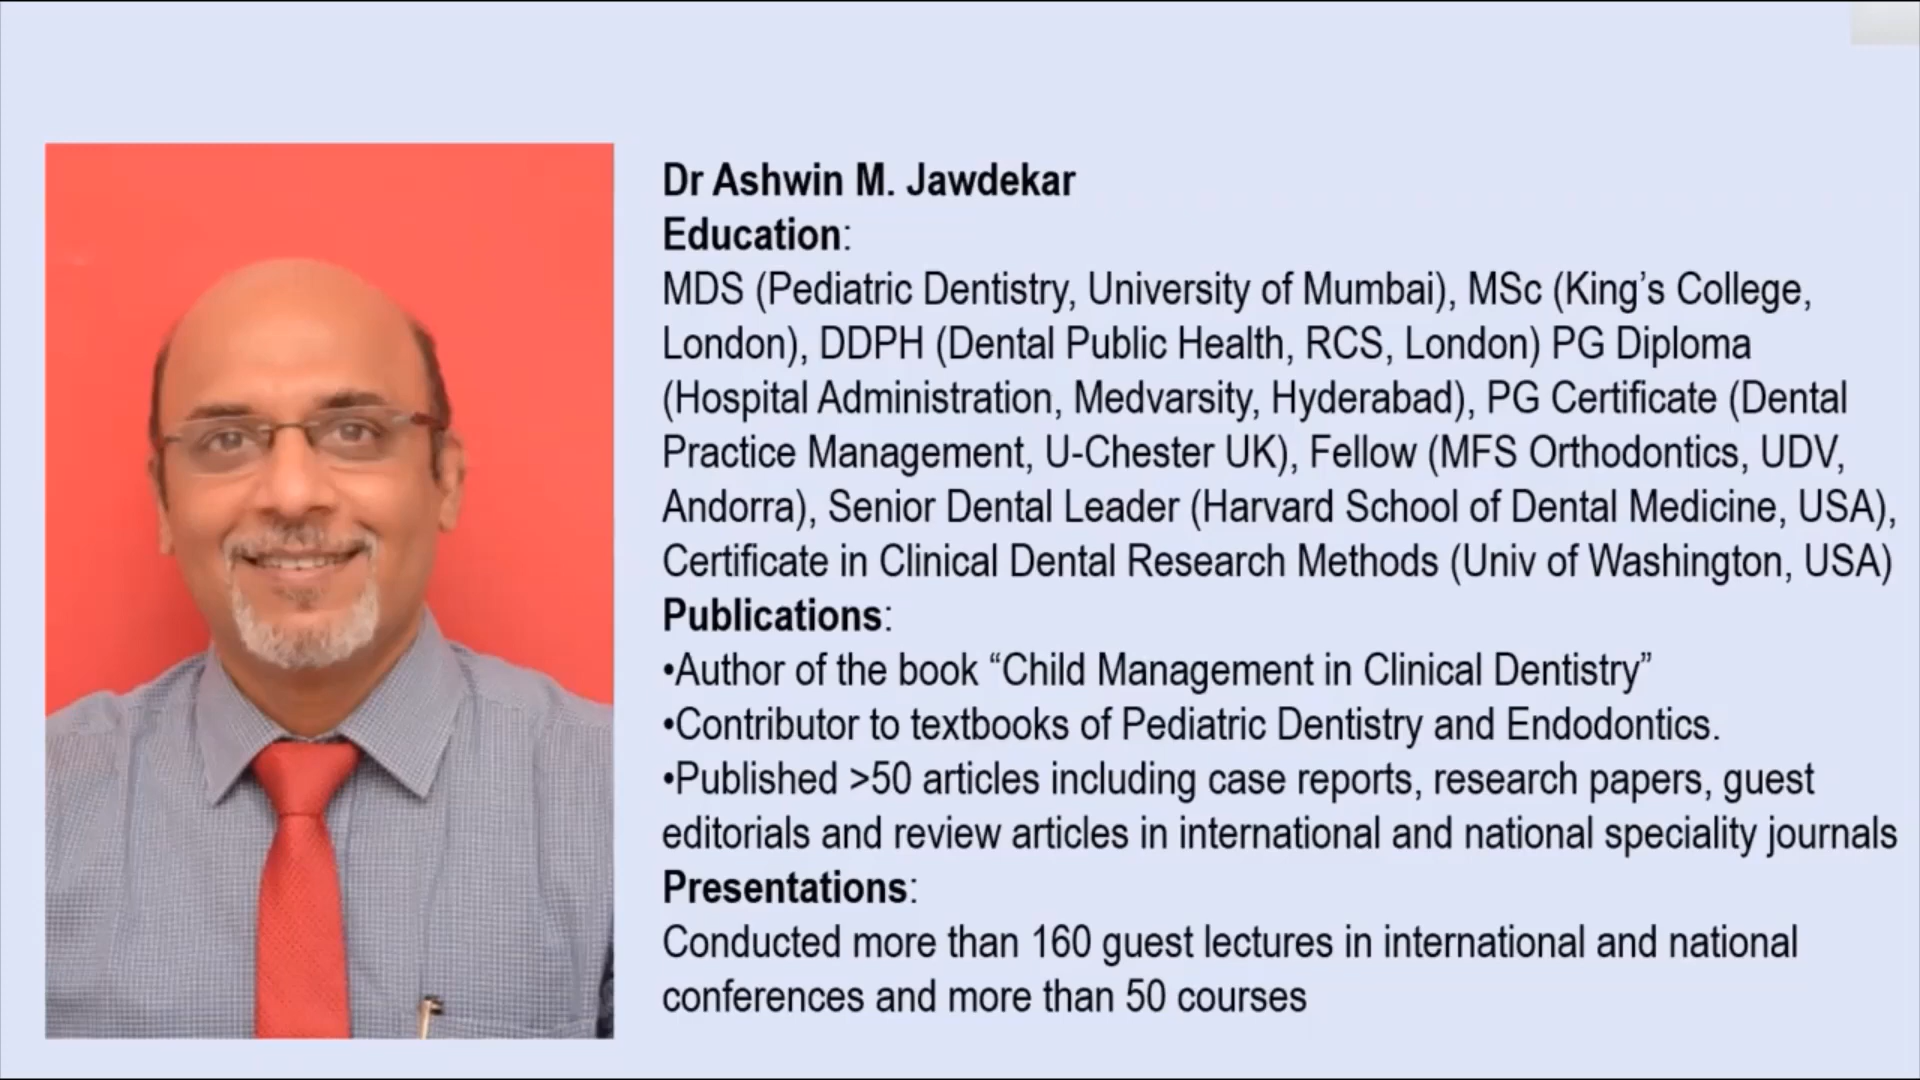 Dr Ashwin M. Jawdekar
Education:
MDS (Pediatric Dentistry, University of Mumbai), MSc (King’s College,
London), DDPH (Dental Public Health, RCS, London) PG Diploma
(Hospital Administration, Medvarsity, Hyderabad), PG Certificate (Dental
Practice Management, U-Chester UK), Fellow (MFS Orthodontics, UDV,
Andorra), Senior Dental Leader (Harvard School of Dental Medicine, USA),
Certificate in Clinical Dental Research Methods (Univ of Washington, USA)
Publications:
•Author of the book “Child Management in Clinical Dentistry”
•Contributor to textbooks of Pediatric Dentistry and Endodontics.
•Published >50 articles including case reports, research papers, guest
editorials and review articles in international and national speciality journals
Presentations:
Conducted more than 160 guest lectures in international and national
conferences and more than 50 courses